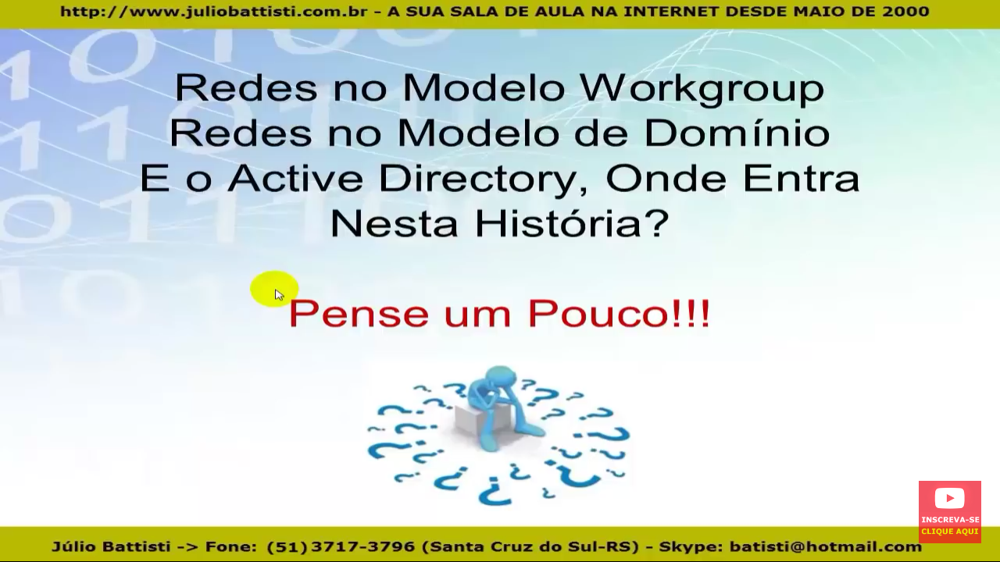 http://www.juliobattisti.com.br - A SUA SALA DE AULA NA INTERNET DESDE MAIO DE 2000
Redes no Modelo Workgroup
Redes no Modelo de Domínio
E o Active Directory, Onde Entra
Nesta História?
Pense um Pouco!!!
INSCREVA-SE
CLIQUE AQUI
Júlio Battisti -> Fone: (51)3717-3796 (Santa Cruz do Sul-RS) - Skype: batisti@hotmail.com